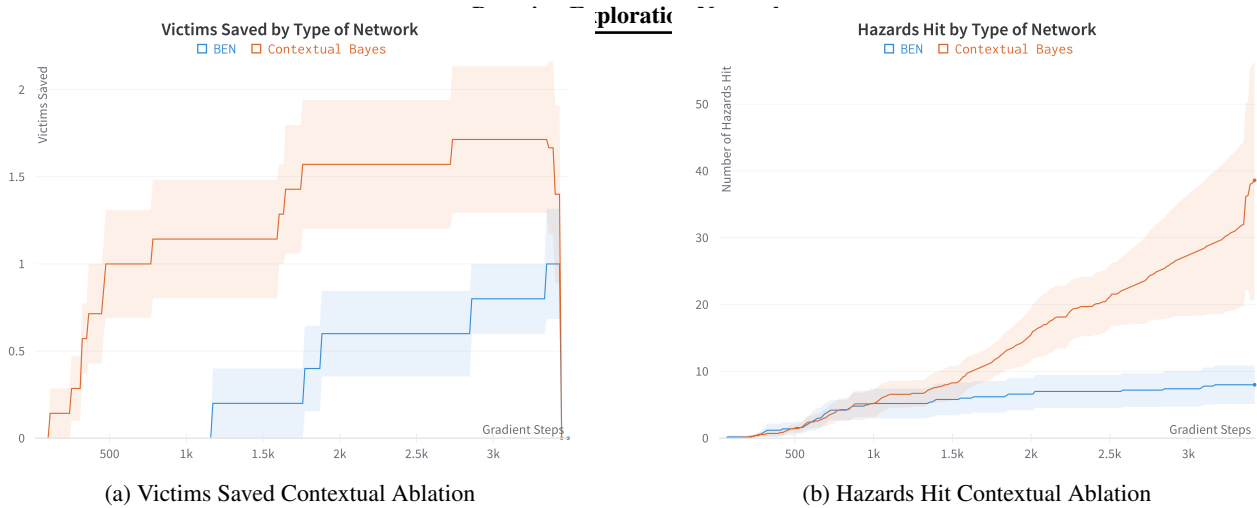 ploratio
Victims Saved by Type of Network
BEN Contextual Bayes
Victims Saved
2
1.5
1
0.5
0
500 1k 1.5k 2k 2.5k 3k
Gradient Steps
(a) Victims Saved Contextual Ablation
Hazards Hit by Type of Network
BEN Contextual Bayes
Number of Hazards Hit
50
40
30
20
10
0
500 1k 1.5k 2k 2.5k 3k
Gradient Steps
(b) Hazards Hit Contextual Ablation